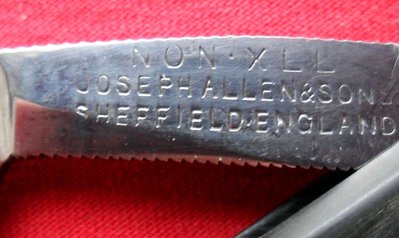 NON·XLL
JOSEPH ALLEN & SONS
SHEFFIELD·ENGLAND